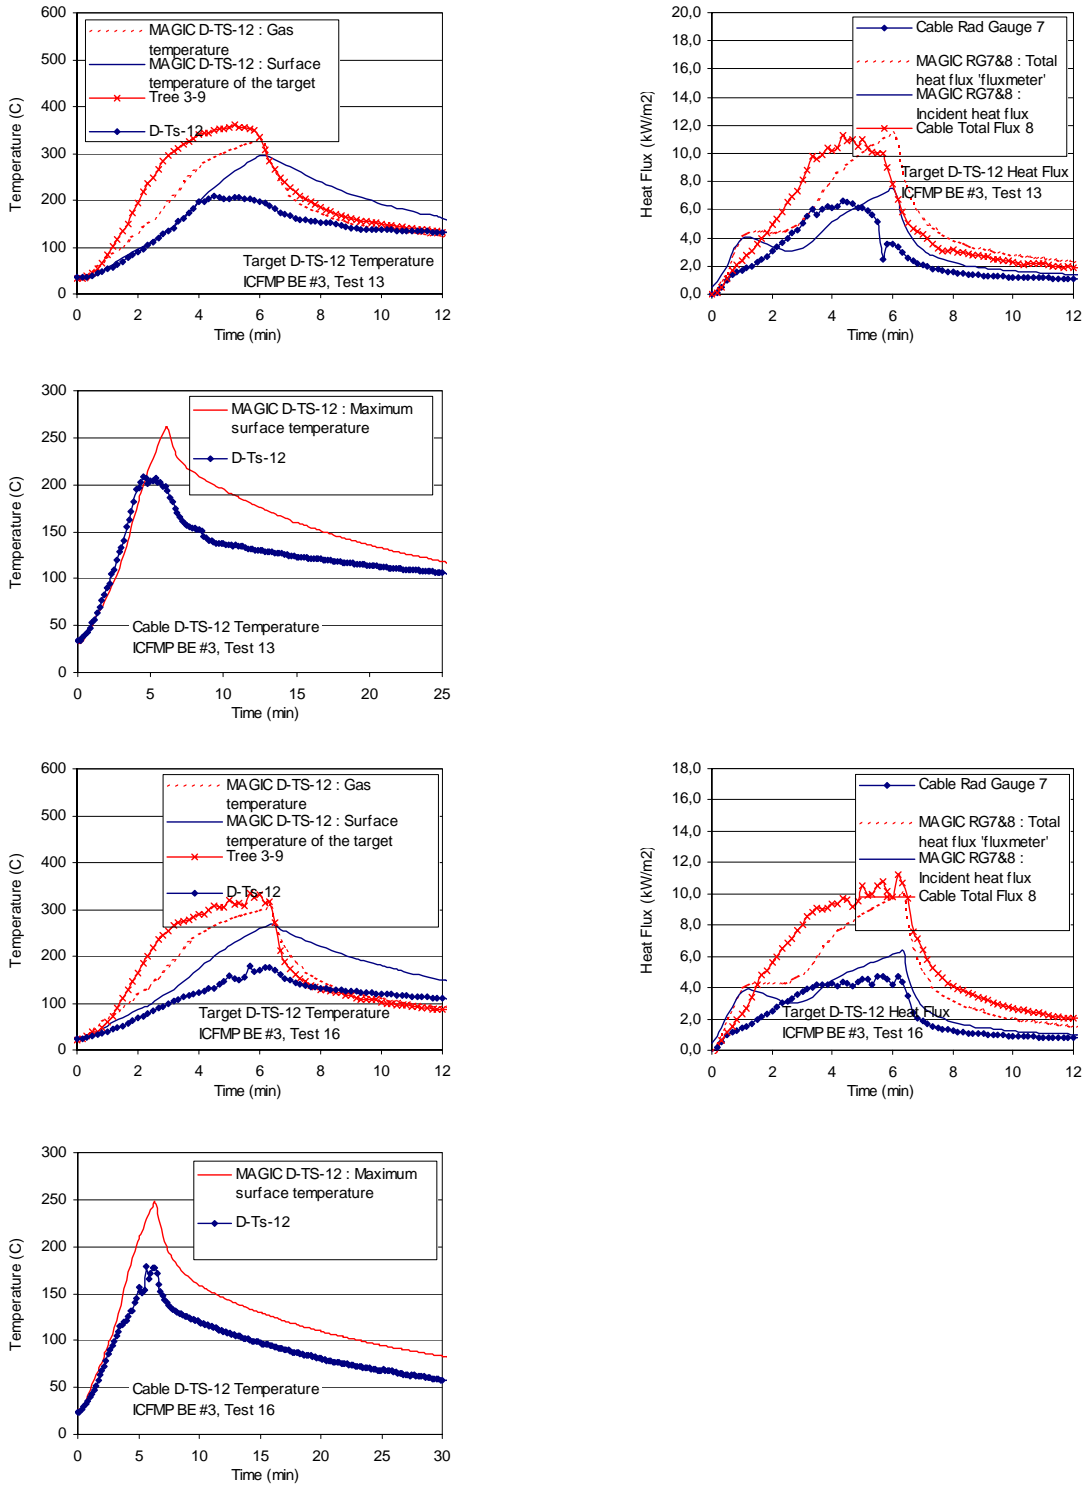 600
500
400
300
200
100
0
Temperature (C)
MAGIC D-TS-12 : Gas
temperature
MAGIC D-TS-12 : Surface
temperature of the target
Tree 3-9
D-Ts-12
Target D-TS-12 Temperature
ICFMP BE #3, Test 13
0 2 4 6 8 10 12
Time (min)
20,0
18,0
16,0
14,0
12,0
10,0
8,0
6,0
4,0
2,0
0,0
Heat Flux (kW/m2)
Cable Rad Gauge 7
MAGIC RG7&8 : Total
heat flux 'fluxmeter'
MAGIC RG7&8 :
Incident heat flux
Cable Total Flux 8
Target D-TS-12 Heat Flux
ICFMP BE #3, Test 13
0 2 4 6 8 10 12
Time (min)
300
250
200
150
100
50
0
Temperature (C)
MAGIC D-TS-12 : Maximum
surface temperature
D-Ts-12
Cable D-TS-12 Temperature
ICFMP BE #3, Test 13
0 5 10 15 20 25
Time (min)
600
500
400
300
200
100
0
Temperature (C)
MAGIC D-TS-12 : Gas
temperature
MAGIC D-TS-12 : Surface
temperature of the target
Tree 3-9
D-Ts-12
Target D-TS-12 Temperature
ICFMP BE #3, Test 16
0 2 4 6 8 10 12
Time (min)
18,0
16,0
14,0
12,0
10,0
8,0
6,0
4,0
2,0
0,0
Heat Flux (kW/m2)
Cable Rad Gauge 7
MAGIC RG7&8 : Total
heat flux 'fluxmeter'
MAGIC RG7&8 :
Incident heat flux
Cable Total Flux 8
Target D-TS-12 Heat Flux
ICFMP BE #3, Test 16
0 2 4 6 8 10 12
Time (min)
300
250
200
150
100
50
0
Temperature (C)
MAGIC D-TS-12 : Maximum
surface temperature
D-Ts-12
Cable D-TS-12 Temperature
ICFMP BE #3, Test 16
0 5 10 15 20 25 30
Time (min)